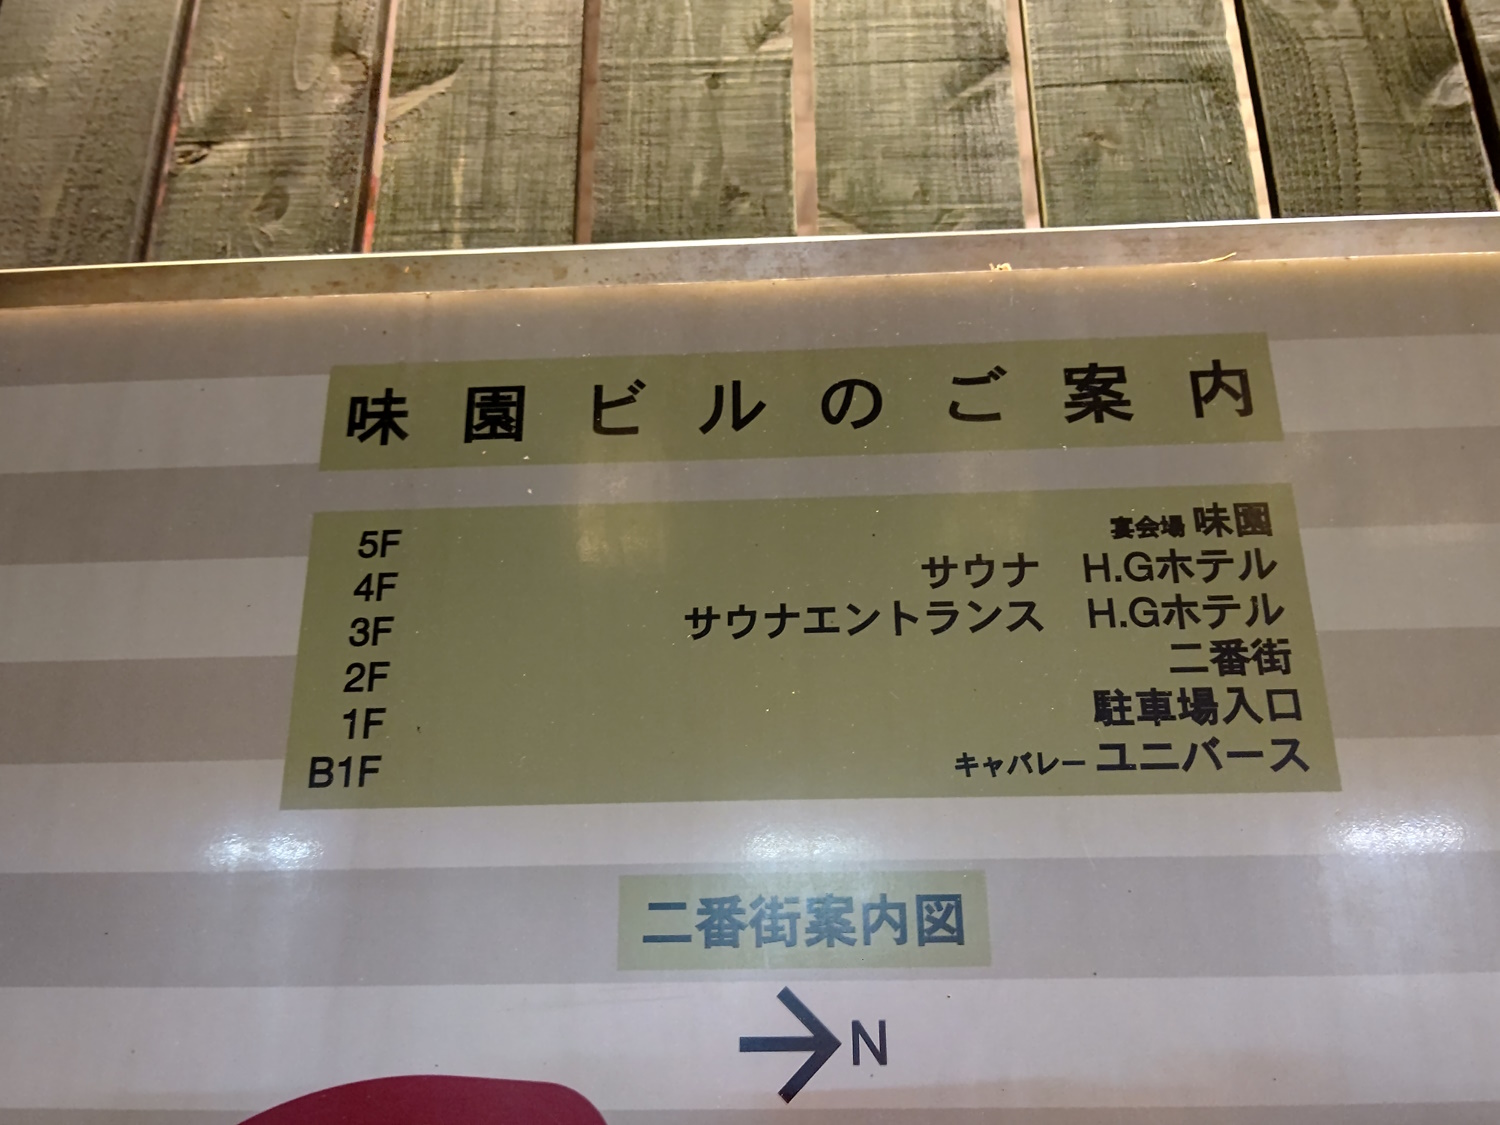 味園ビルのご案内
5F 宴会場 味園
4F サウナ H.Gホテル
3F サウナエントランス H.Gホテル
2F 二番街
1F 駐車場入口
B1F キャバレー ユニバース
二番街案内図
N